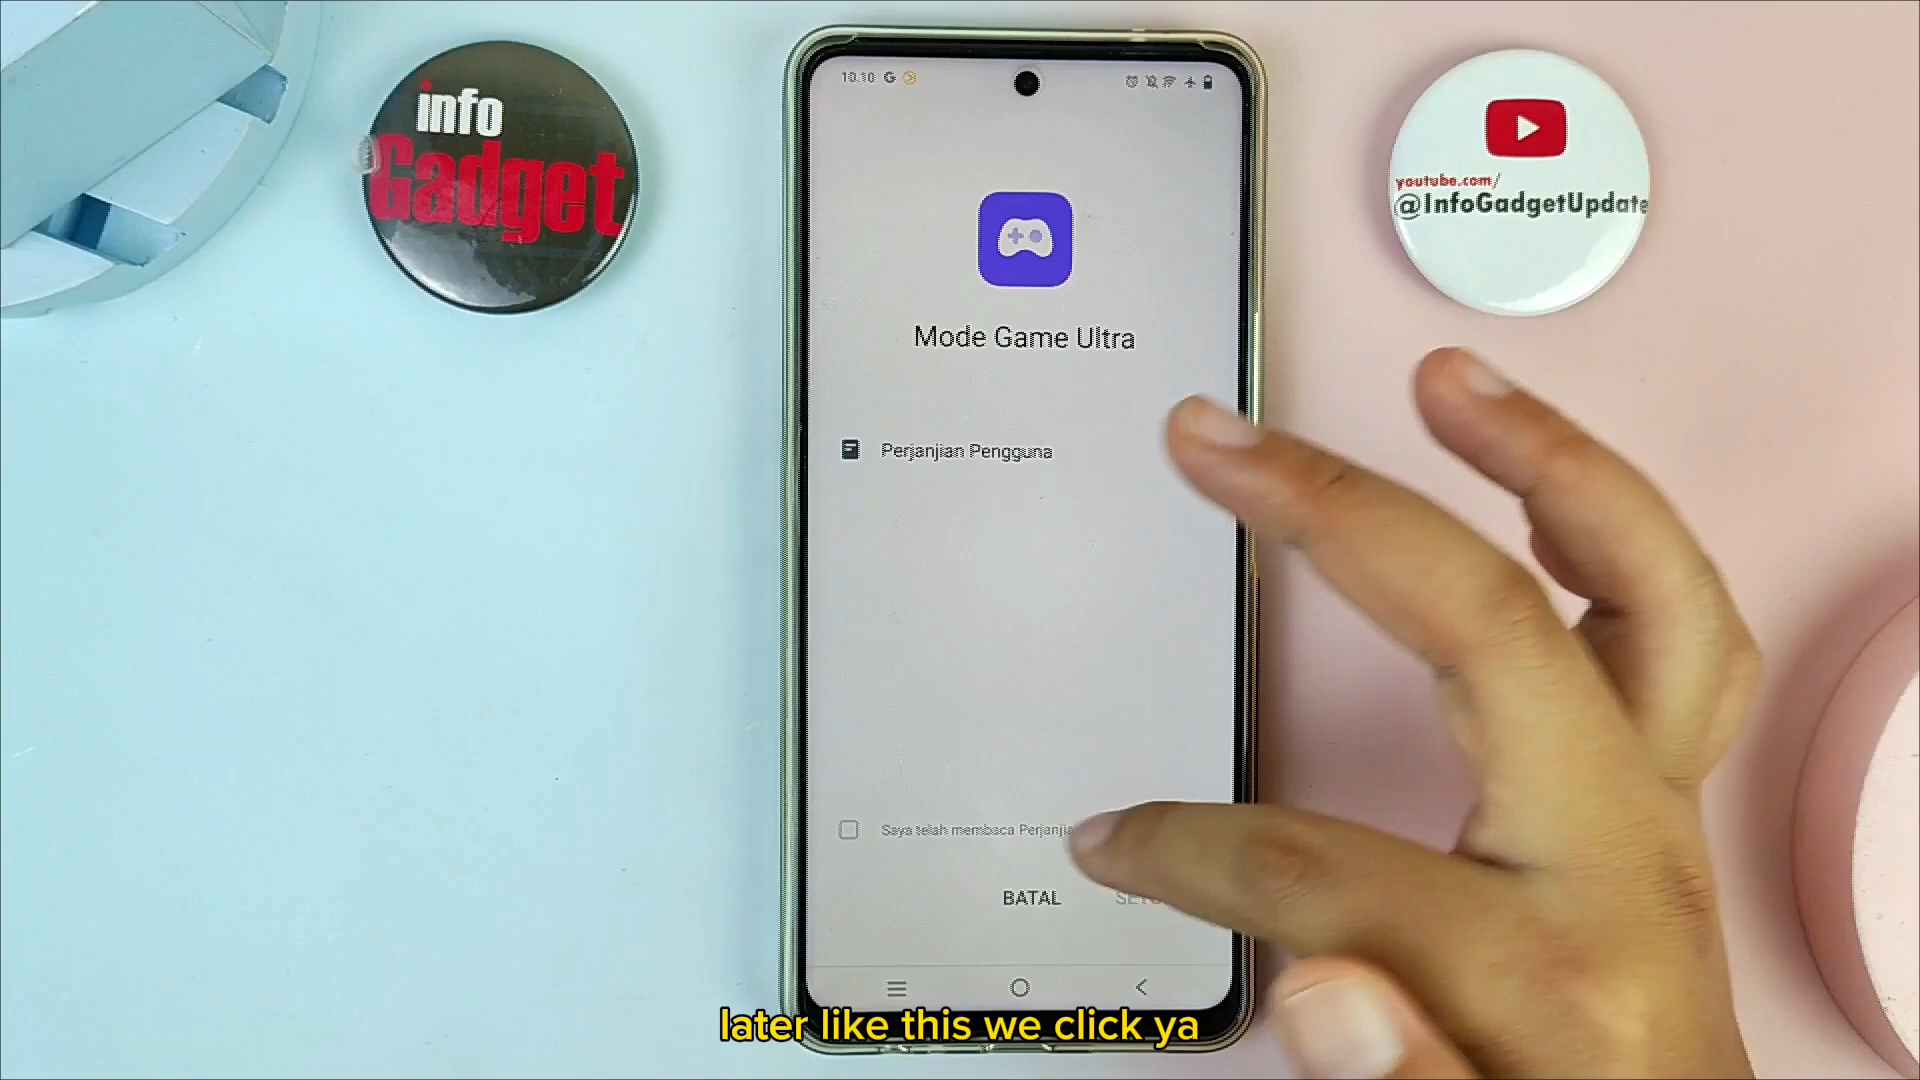 info
Gadget
youtube.com/
@InfoGadgetUpdate
10.10
Mode Game Ultra
Perjanjian Pengguna
Saya telah membaca
BATAL
later like this we click ya